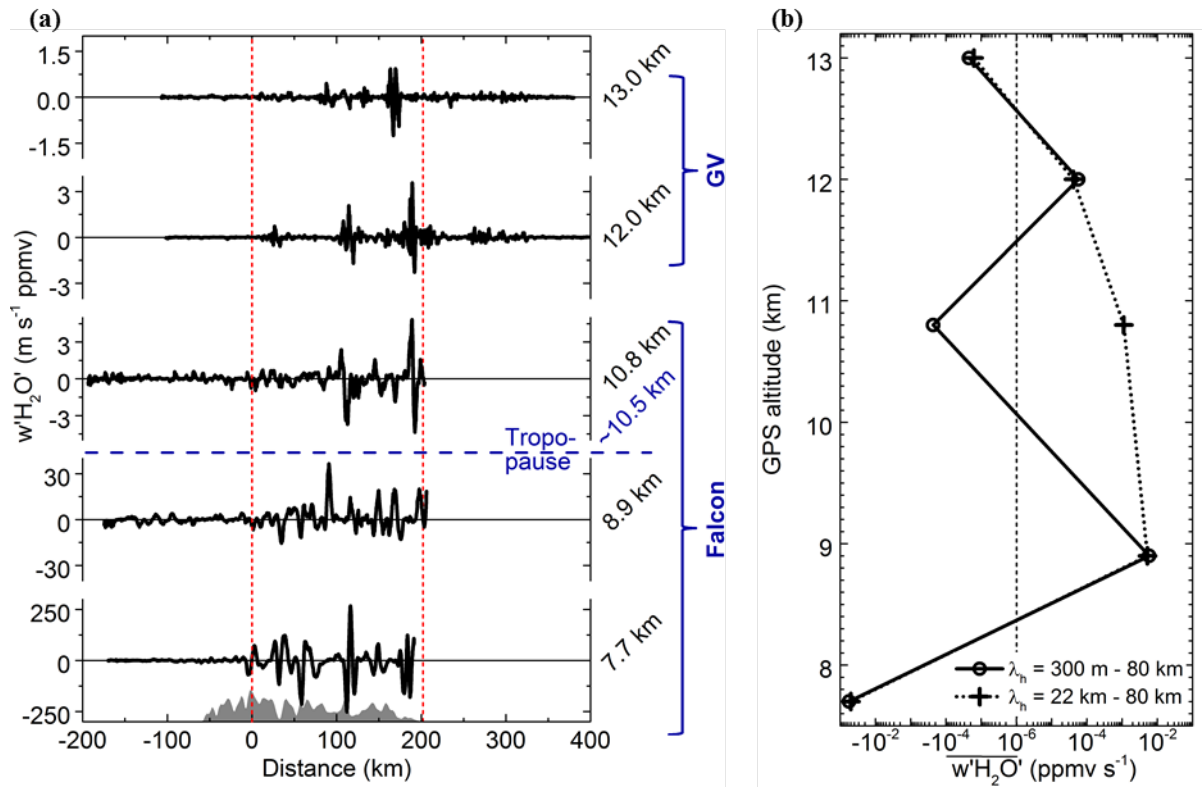 (a)
(b)
w'H₂O' (m s⁻¹ ppmv)
1.5
0.0
-1.5
13.0 km
3
0
-3
12.0 km
GV
3
0
-3
10.8 km
~10.5 km
Tropo-
pause
30
0
-30
8.9 km
Falcon
250
0
-250
7.7 km
-200 -100 0 100 200 300 400
Distance (km)
GPS altitude (km)
13
12
11
10
9
8
λₕ = 300 m - 80 km
λₕ = 22 km - 80 km
-10⁻² -10⁻⁴ 10⁻⁶ 10⁻⁴ 10⁻²
w'H₂O' (ppmv s⁻¹)